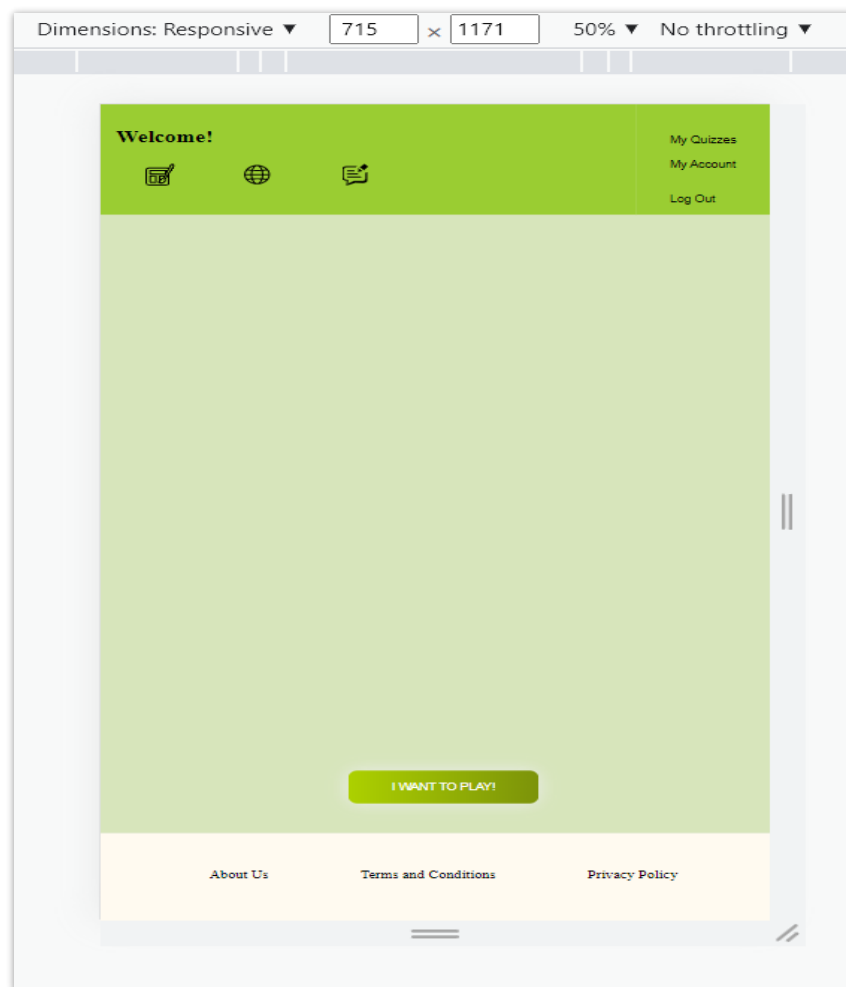 Dimensions: Responsive ▼ 715 × 1171 50% ▼ No throttling ▼
Welcome!
My Quizzes
My Account
Log Out
I WANT TO PLAY!
About Us Terms and Conditions Privacy Policy